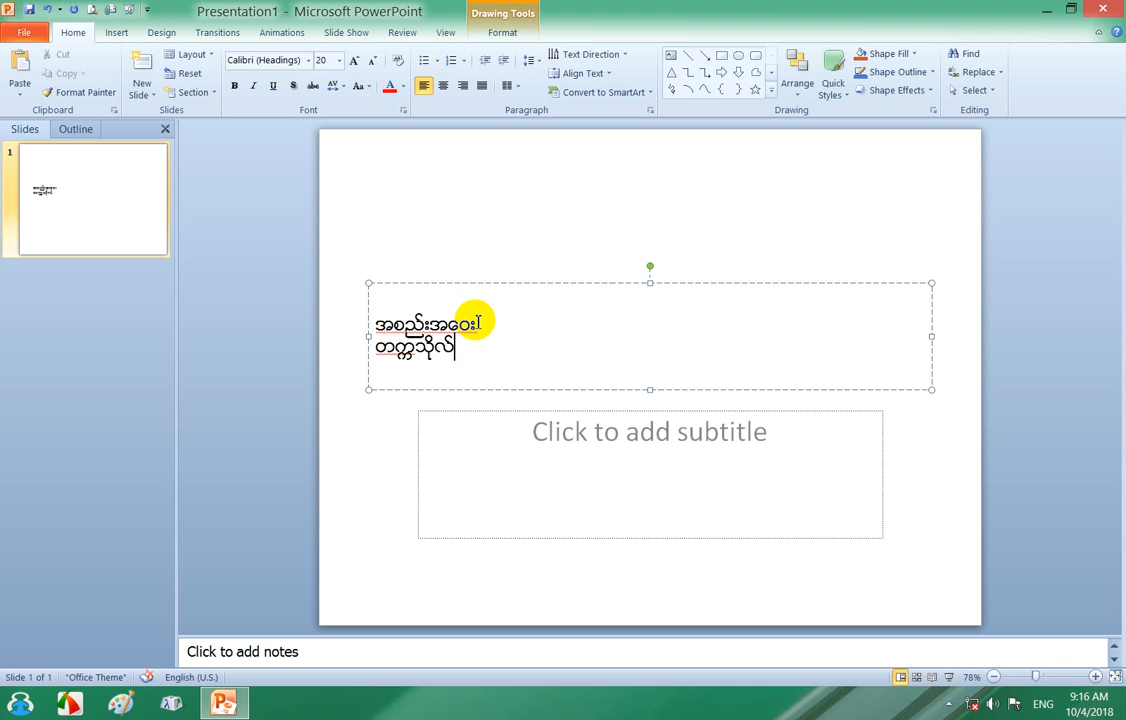 Presentation1 - Microsoft PowerPoint
Drawing Tools
File
Home
Insert
Design
Transitions
Animations
Slide Show
Review
View
Format
Paste
Cut
Copy
Format Painter
Clipboard
New Slide
Layout
Reset
Section
Slides
Calibri (Headings)
20
Font
Text Direction
Align Text
Convert to SmartArt
Paragraph
Arrange
Quick Styles
Shape Fill
Shape Outline
Shape Effects
Drawing
Find
Replace
Select
Editing
Slides
Outline
1
အစည်းအဝေး
တက္ကသိုလ်
Click to add subtitle
Click to add notes
Slide 1 of 1
"Office Theme"
English (U.S.)
78%
ENG
9:16 AM
10/4/2018